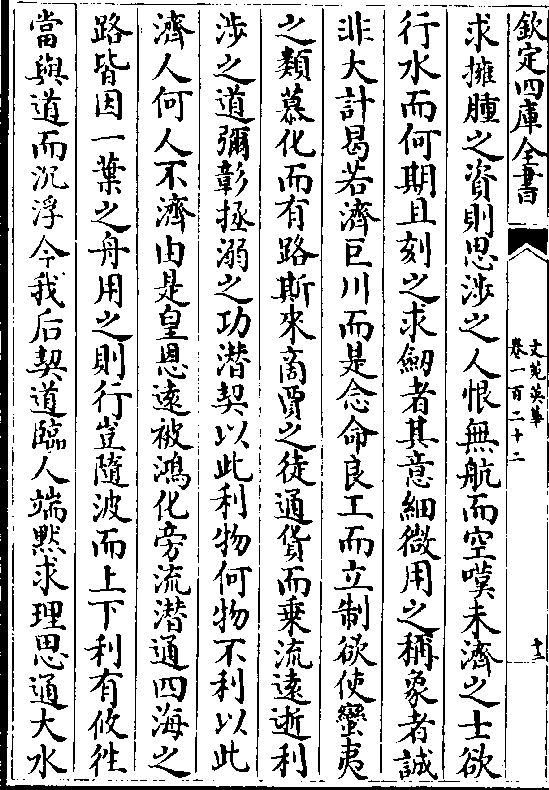 欽定四庫全書
文苑英華
卷一百二十二
十三
求擁腫之資則思渉之人恨無航而空嘆未濟之士欲
行水而何期且刻之求劒者其意細微用之稱象者誠
非大計曷若濟巨川而是念命良工而立制欲使蠻夷
之類慕化而有路斯來商賈之徒通貨而乗流遠逝利
渉之道彌彰拯溺之功潜契以此利物何物不利以此
濟人何人不濟由是皇恩逺被鴻化旁流潜通四海之
路皆因一葉之舟用之則行豈隨波而上下利有攸往
當與道而沉浮今我后契道臨人端黙求理思通大水